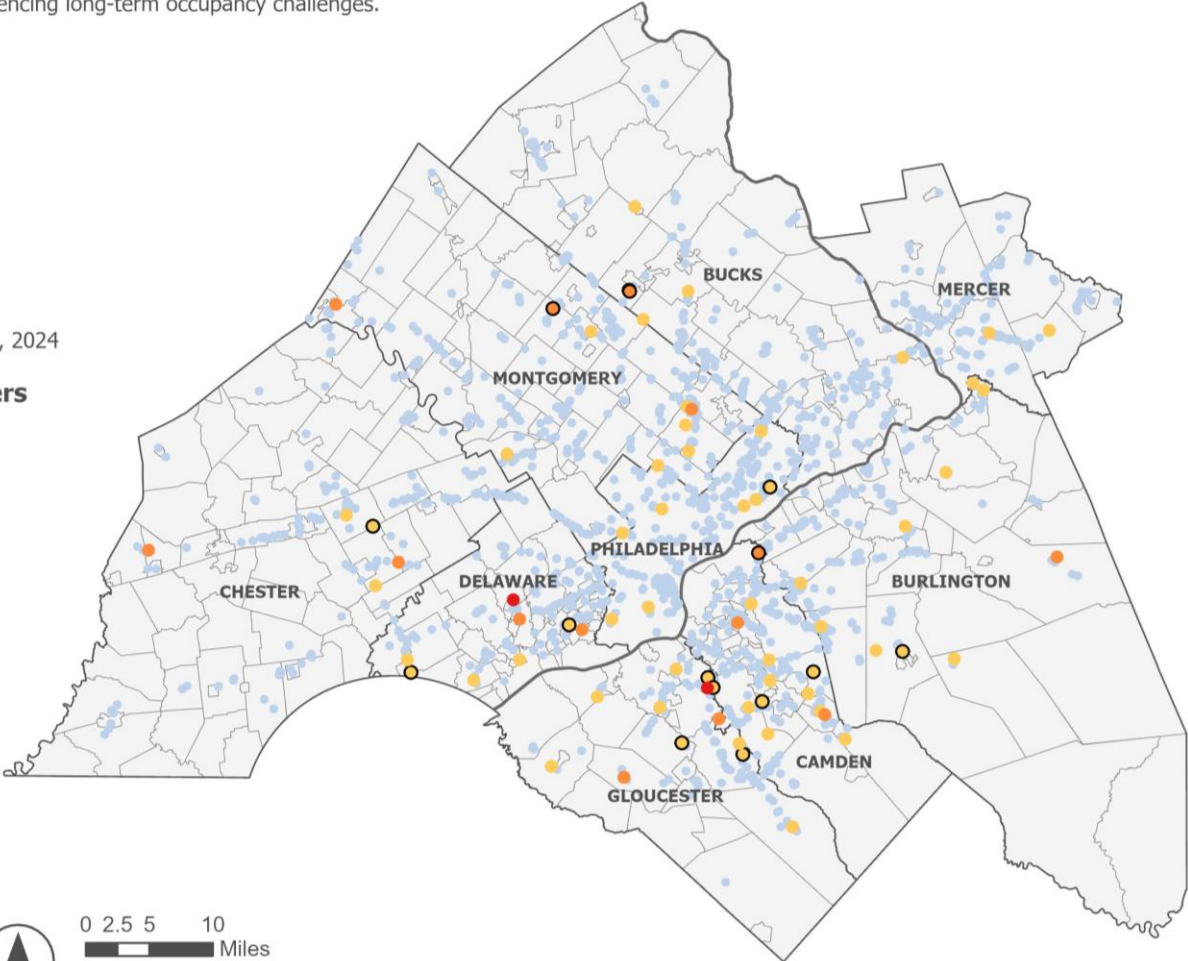 encing long-term occupancy challenges.
, 2024
ers
BUCKS
MERCER
MONTGOMERY
PHILADELPHIA
DELAWARE
BURLINGTON
CHESTER
CAMDEN
GLOUCESTER
0 2.5 5 10
Miles